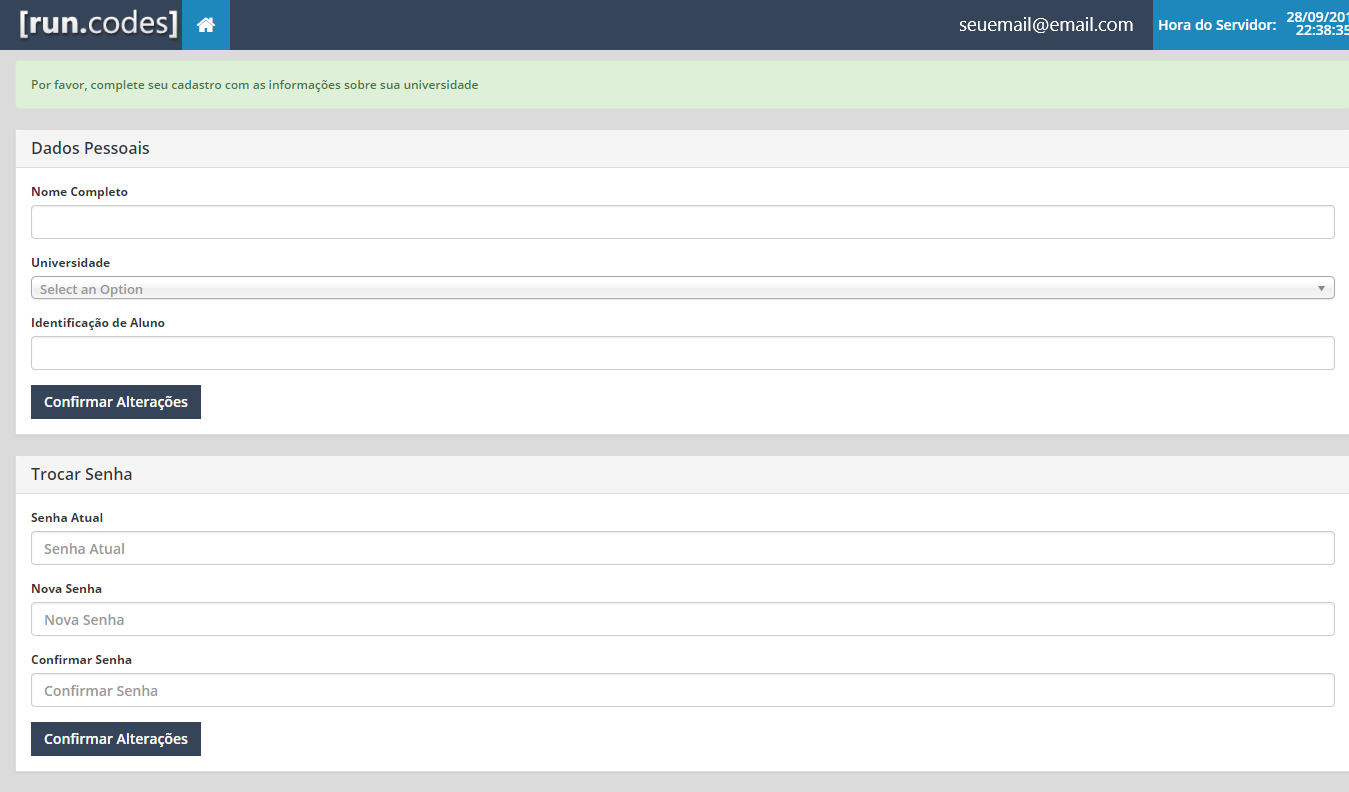 [run.codes]
seuemail@email.com
Hora do Servidor:
28/09/201
22:38:35
Por favor, complete seu cadastro com as informações sobre sua universidade
Dados Pessoais
Nome Completo
Universidade
Select an Option
Identificação de Aluno
Confirmar Alterações
Trocar Senha
Senha Atual
Senha Atual
Nova Senha
Nova Senha
Confirmar Senha
Confirmar Senha
Confirmar Alterações